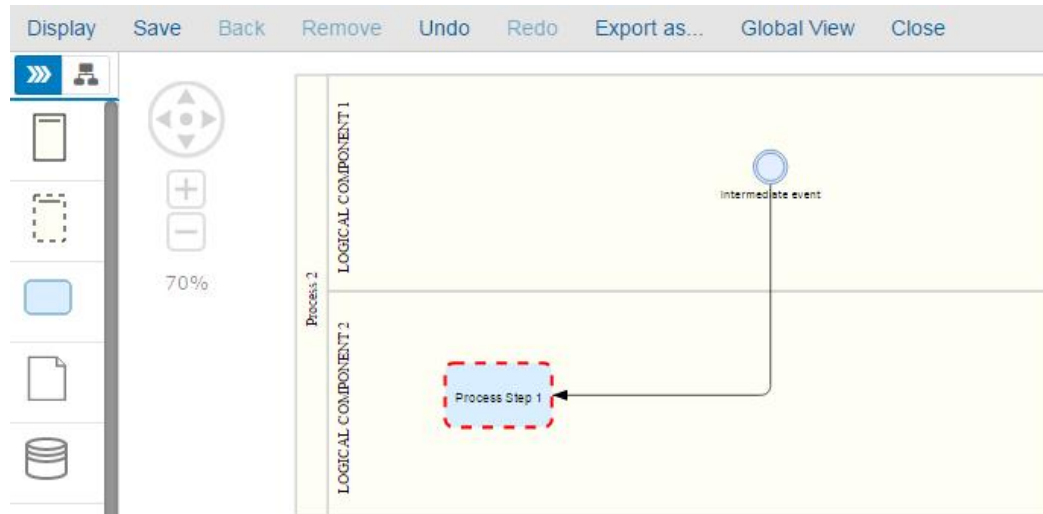 Display Save Back Remove Undo Redo Export as... Global View Close
70%
Process 2
LOGICAL COMPONENT 1
Intermediate event
LOGICAL COMPONENT 2
Process Step 1